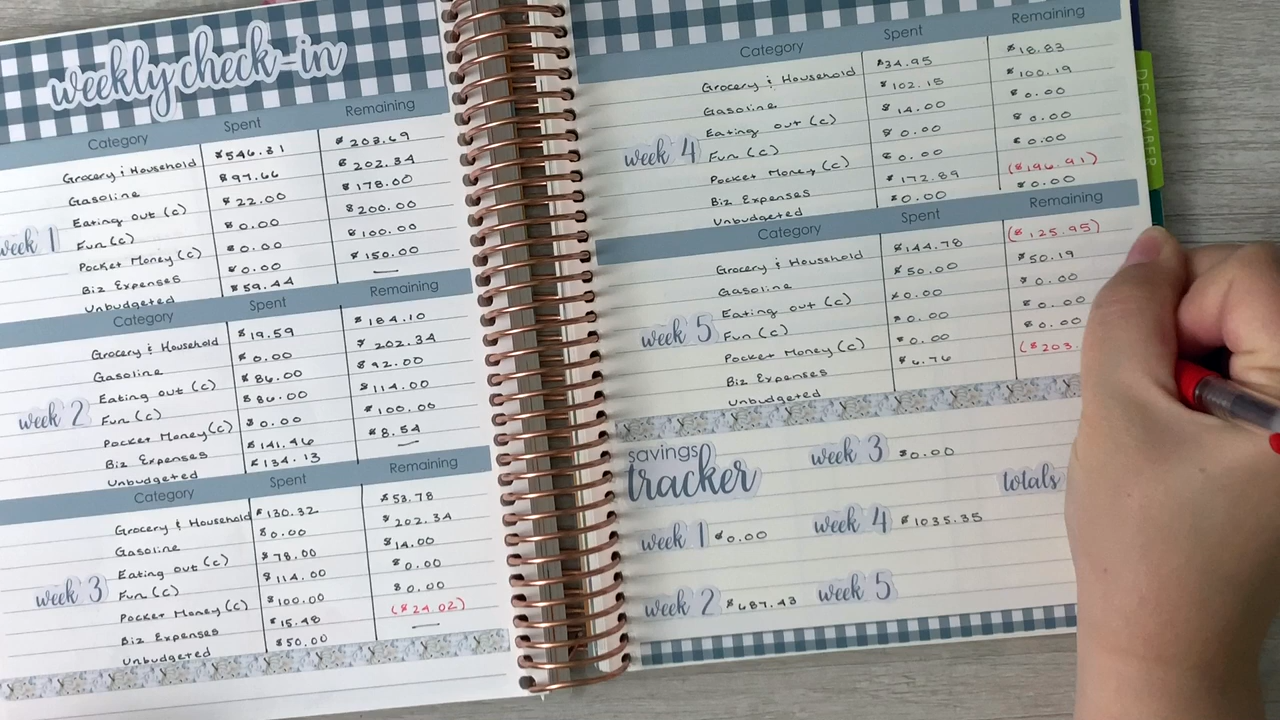 weekly check-in
Category Spent Remaining
Grocery & Household $546.31 $203.69
Gasoline $97.66 $202.34
Eating out (c) $22.00 $178.00
week 1 Fun (c) $0.00 $200.00
Pocket Money (c) $0.00 $100.00
Biz Expenses $0.00 $150.00
Unbudgeted $59.44 —
Category Spent Remaining
Grocery & Household $19.59 $184.10
Gasoline $0.00 $202.34
Eating out (c) $86.00 $92.00
week 2 Fun (c) $86.00 $114.00
Pocket Money (c) $0.00 $100.00
Biz Expenses $141.46 $8.54
Unbudgeted $134.13 —
Category Spent Remaining
Grocery & Household $130.32 $53.78
Gasoline $0.00 $202.34
Eating out (c) $78.00 $14.00
week 3 Fun (c) $114.00 $0.00
Pocket Money (c) $100.00 $0.00
Biz Expenses $15.48 ($24.02)
Unbudgeted $50.00 —
Category Spent Remaining
Grocery & Household $34.95 $18.83
Gasoline $102.15 $100.19
Eating out (c) $14.00 $0.00
week 4 Fun (c) $0.00 $0.00
Pocket Money (c) $0.00 $0.00
Biz Expenses $172.89 ($196.91)
Unbudgeted $0.00 $0.00
Category Spent Remaining
Grocery & Household $144.78 ($125.95)
Gasoline $50.00 $50.19
Eating out (c) $0.00 $0.00
week 5 Fun (c) $0.00 $0.00
Pocket Money (c) $0.00 $0.00
Biz Expenses $6.76 ($203.
Unbudgeted
savings tracker
week 1 $0.00
week 2 $687.43
week 3 $0.00
week 4 $1035.35
week 5
totals
DECEMBER